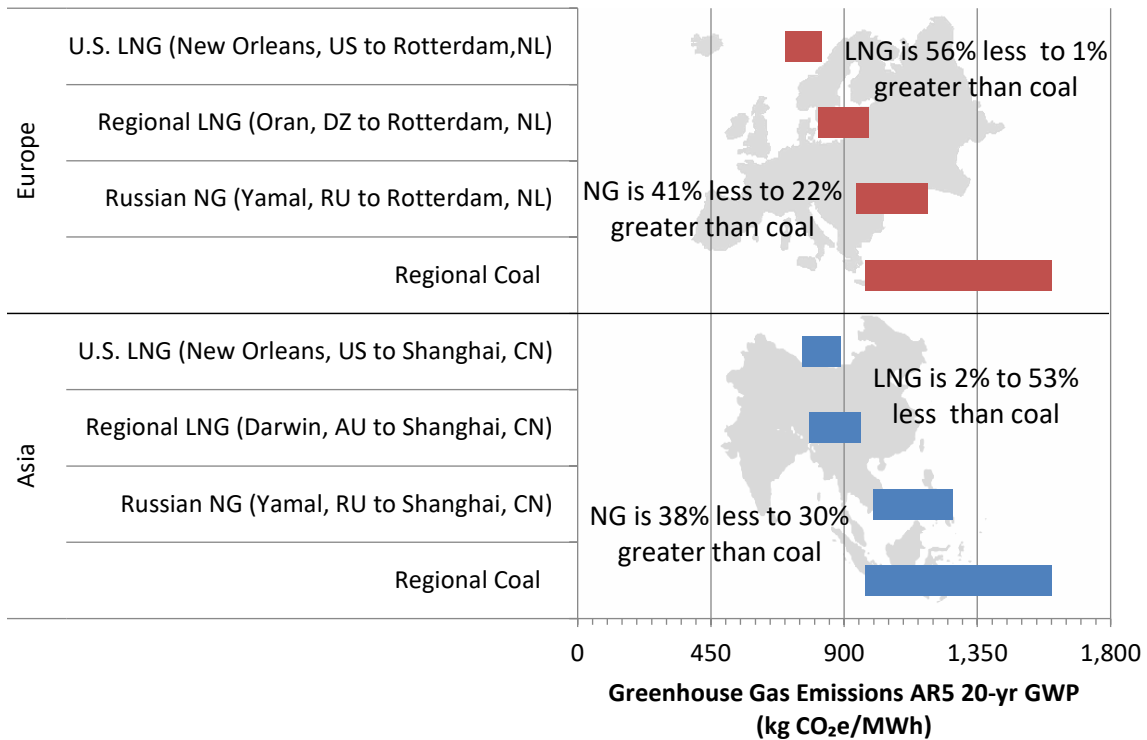 Europe
U.S. LNG (New Orleans, US to Rotterdam,NL)
Regional LNG (Oran, DZ to Rotterdam, NL)
Russian NG (Yamal, RU to Rotterdam, NL)
Regional Coal
LNG is 56% less  to 1%
greater than coal
NG is 41% less to 22%
greater than coal
Asia
U.S. LNG (New Orleans, US to Shanghai, CN)
Regional LNG (Darwin, AU to Shanghai, CN)
Russian NG (Yamal, RU to Shanghai, CN)
Regional Coal
LNG is 2% to 53%
less  than coal
NG is 38% less to 30%
greater than coal
0 450 900 1,350 1,800
Greenhouse Gas Emissions AR5 20-yr GWP
(kg CO₂e/MWh)